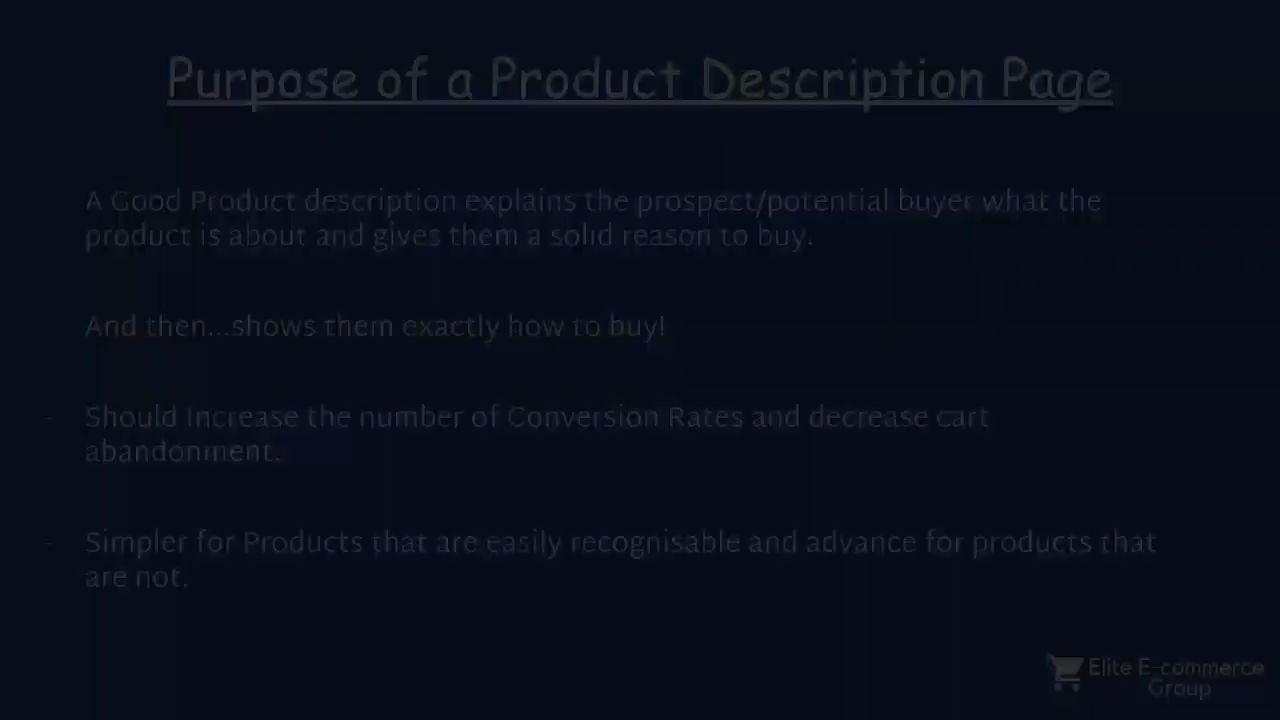 Purpose of a Product Description Page
A Good Product description explains the prospect/potential buyer what the
product is about and gives them a solid reason to buy.
And then...shows them exactly how to buy!
- Should Increase the number of Conversion Rates and decrease cart
abandonment.
- Simpler for Products that are easily recognisable and advance for products that
are not.
Elite E-commerce
Group